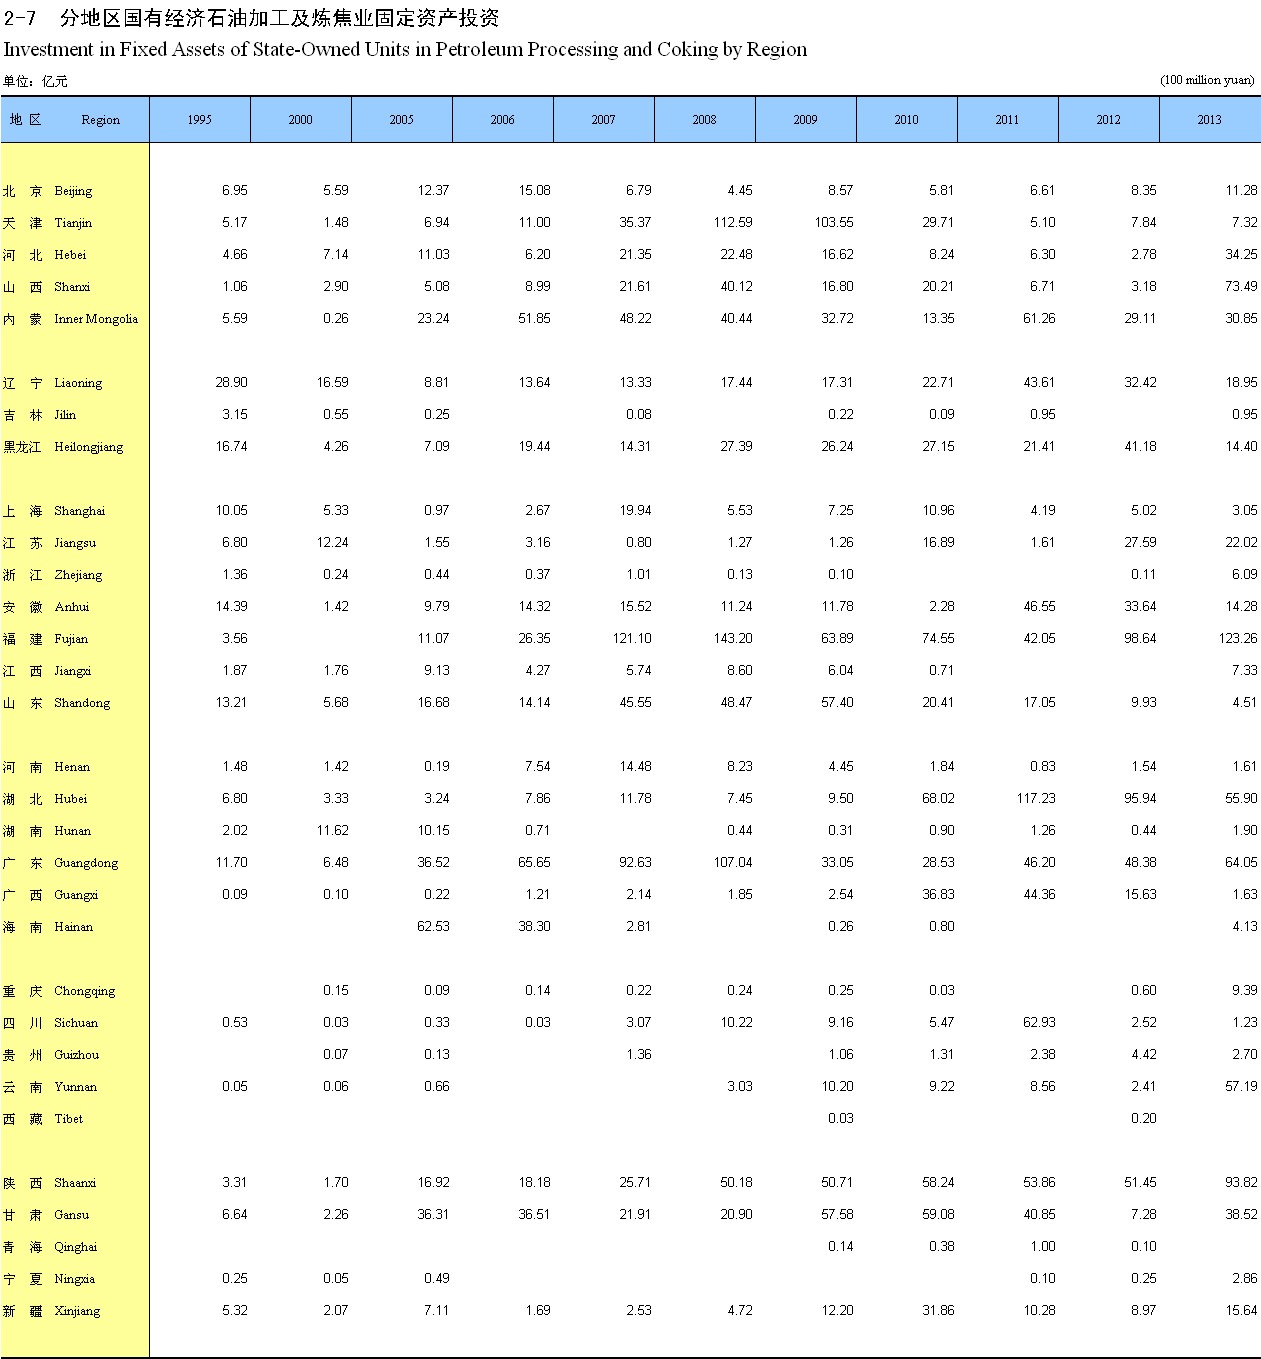 2-7 分地区国有经济石油加工及炼焦业固定资产投资
Investment in Fixed Assets of State-Owned Units in Petroleum Processing and Coking by Region
单位：亿元 (100 million yuan)
地 区 Region 1995 2000 2005 2006 2007 2008 2009 2010 2011 2012 2013
北 京 Beijing 6.95 5.59 12.37 15.08 6.79 4.45 8.57 5.81 6.61 8.35 11.28
天 津 Tianjin 5.17 1.48 6.94 11.00 35.37 112.59 103.55 29.71 5.10 7.84 7.32
河 北 Hebei 4.66 7.14 11.03 6.20 21.35 22.48 16.62 8.24 6.30 2.78 34.25
山 西 Shanxi 1.06 2.90 5.08 8.99 21.61 40.12 16.80 20.21 6.71 3.18 73.49
内 蒙 Inner Mongolia 5.59 0.26 23.24 51.85 48.22 40.44 32.72 13.35 61.26 29.11 30.85
辽 宁 Liaoning 28.90 16.59 8.81 13.64 13.33 17.44 17.31 22.71 43.61 32.42 18.95
吉 林 Jilin 3.15 0.55 0.25 0.08 0.22 0.09 0.95 0.95
黑龙江 Heilongjiang 16.74 4.26 7.09 19.44 14.31 27.39 26.24 27.15 21.41 41.18 14.40
上 海 Shanghai 10.05 5.33 0.97 2.67 19.94 5.53 7.25 10.96 4.19 5.02 3.05
江 苏 Jiangsu 6.80 12.24 1.55 3.16 0.80 1.27 1.26 16.89 1.61 27.59 22.02
浙 江 Zhejiang 1.36 0.24 0.44 0.37 1.01 0.13 0.10 0.11 6.09
安 徽 Anhui 14.39 1.42 9.79 14.32 15.52 11.24 11.78 2.28 46.55 33.64 14.28
福 建 Fujian 3.56 11.07 26.35 121.10 143.20 63.89 74.55 42.05 98.64 123.26
江 西 Jiangxi 1.87 1.76 9.13 4.27 5.74 8.60 6.04 0.71 7.33
山 东 Shandong 13.21 5.68 16.68 14.14 45.55 48.47 57.40 20.41 17.05 9.93 4.51
河 南 Henan 1.48 1.42 0.19 7.54 14.48 8.23 4.45 1.84 0.83 1.54 1.61
湖 北 Hubei 6.80 3.33 3.24 7.86 11.78 7.45 9.50 68.02 117.23 95.94 55.90
湖 南 Hunan 2.02 11.62 10.15 0.71 0.44 0.31 0.90 1.26 0.44 1.90
广 东 Guangdong 11.70 6.48 36.52 65.65 92.63 107.04 33.05 28.53 46.20 48.38 64.05
广 西 Guangxi 0.09 0.10 0.22 1.21 2.14 1.85 2.54 36.83 44.36 15.63 1.63
海 南 Hainan 62.53 38.30 2.81 0.26 0.80 4.13
重 庆 Chongqing 0.15 0.09 0.14 0.22 0.24 0.25 0.03 0.60 9.39
四 川 Sichuan 0.53 0.03 0.33 0.03 3.07 10.22 9.16 5.47 62.93 2.52 1.23
贵 州 Guizhou 0.07 0.13 1.36 1.06 1.31 2.38 4.42 2.70
云 南 Yunnan 0.05 0.06 0.66 3.03 10.20 9.22 8.56 2.41 57.19
西 藏 Tibet 0.03 0.20
陕 西 Shaanxi 3.31 1.70 16.92 18.18 25.71 50.18 50.71 58.24 53.86 51.45 93.82
甘 肃 Gansu 6.64 2.26 36.31 36.51 21.91 20.90 57.58 59.08 40.85 7.28 38.52
青 海 Qinghai 0.14 0.38 1.00 0.10
宁 夏 Ningxia 0.25 0.05 0.49 0.10 0.25 2.86
新 疆 Xinjiang 5.32 2.07 7.11 1.69 2.53 4.72 12.20 31.86 10.28 8.97 15.64